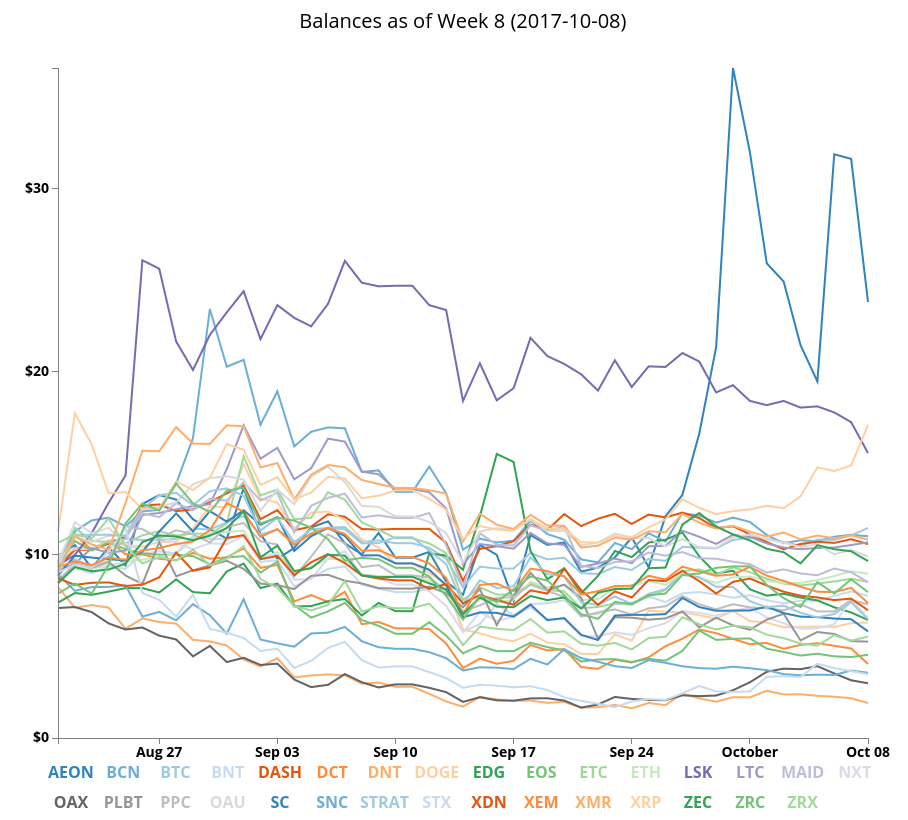 Balances as of Week 8 (2017-10-08)
$30
$20
$10
$0
Aug 27 Sep 03 Sep 10 Sep 17 Sep 24 October Oct 08
AEON BCN BTC BNT DASH DCT DNT DOGE EDG EOS ETC ETH LSK LTC MAID NXT
OAX PLBT PPC OAU SC SNC STRAT STX XDN XEM XMR XRP ZEC ZRC ZRX